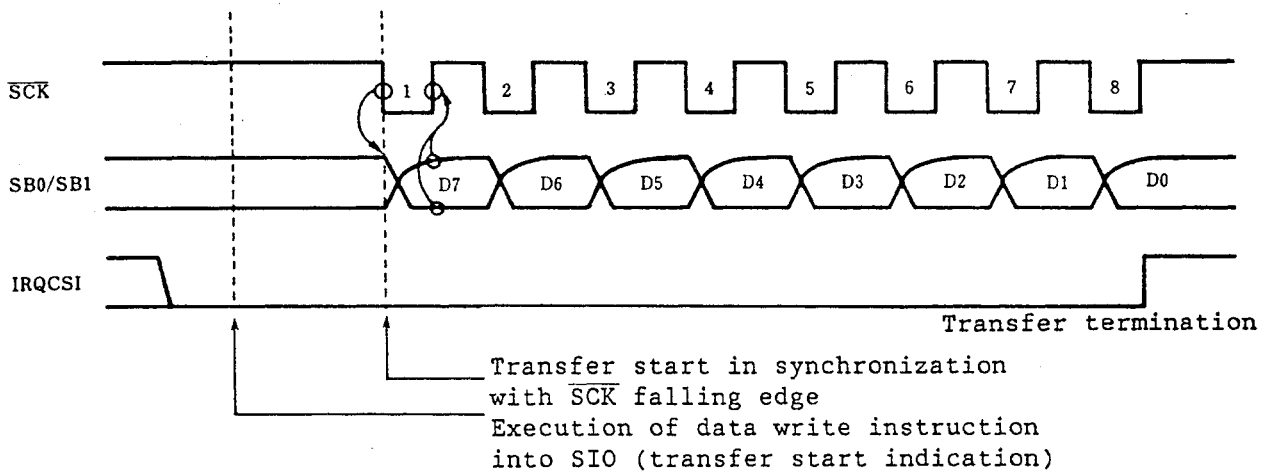 SCK 1 2 3 4 5 6 7 8
SB0/SB1 D7 D6 D5 D4 D3 D2 D1 D0
IRQCSI
Transfer termination
Transfer start in synchronization
with SCK falling edge
Execution of data write instruction
into SIO (transfer start indication)